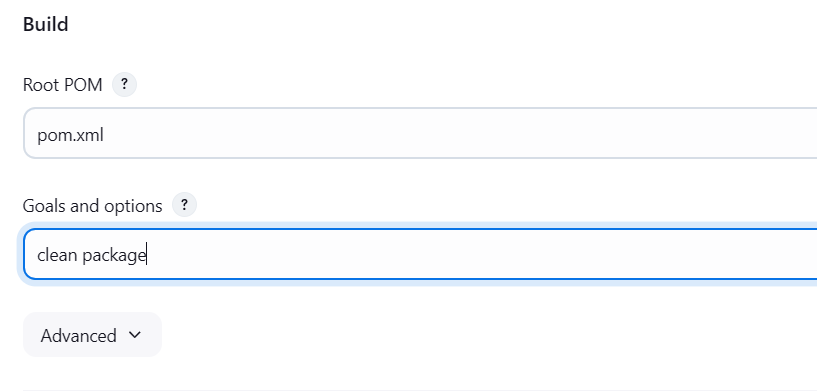 Build
Root POM ?
pom.xml
Goals and options ?
clean package
Advanced